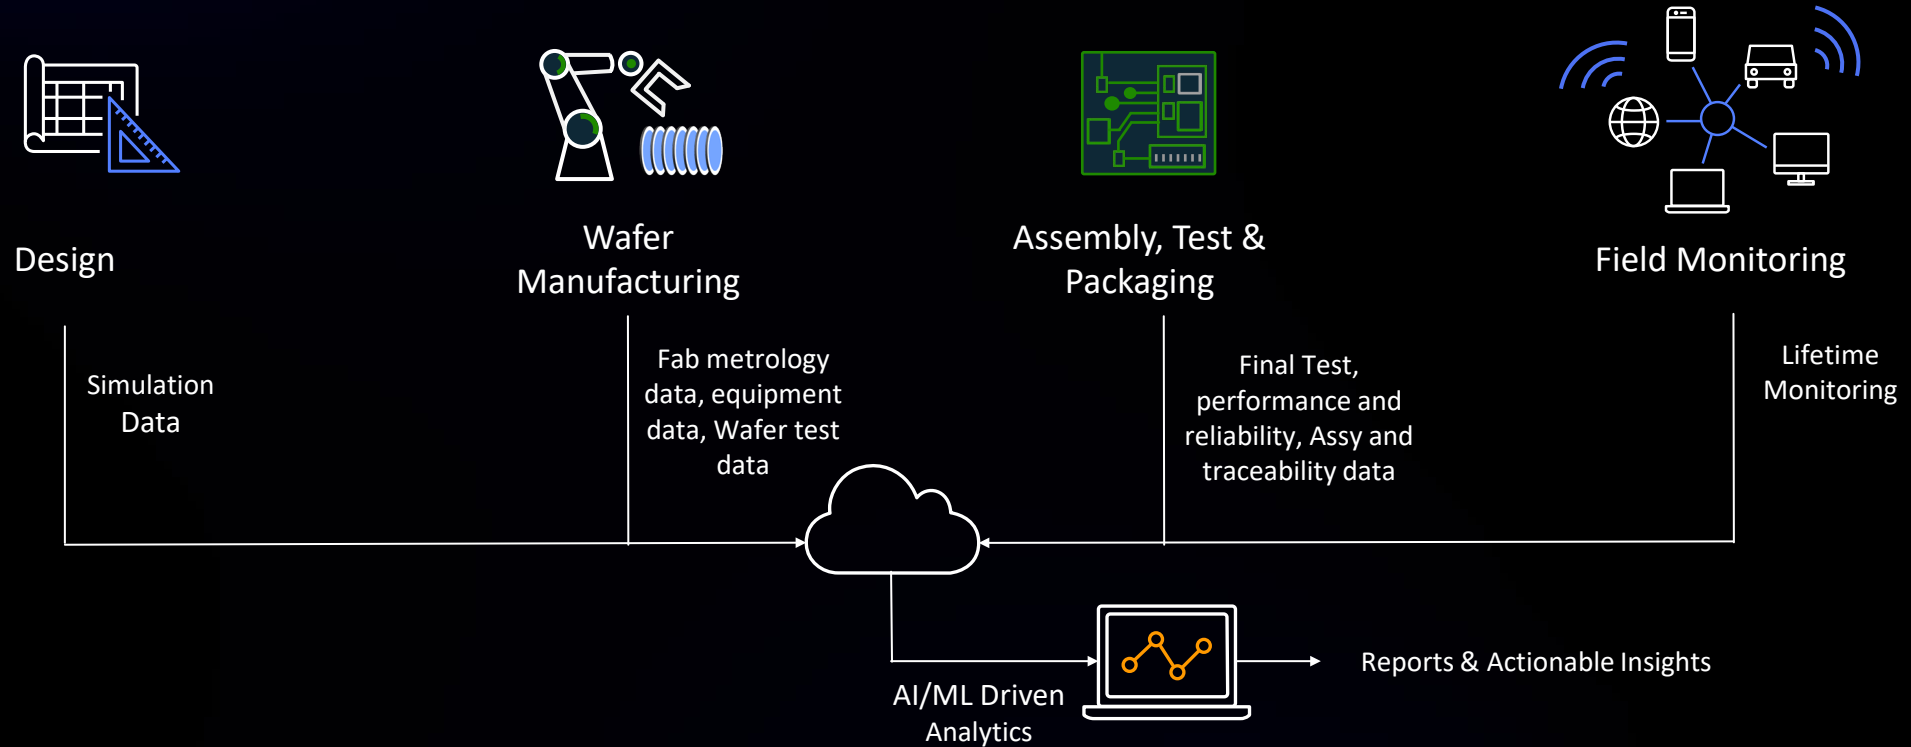 Design
Wafer
Manufacturing
Assembly, Test &
Packaging
Field Monitoring
Simulation
Data
Fab metrology
data, equipment
data, Wafer test
data
Final Test,
performance and
reliability, Assy and
traceability data
Lifetime
Monitoring
AI/ML Driven
Analytics
Reports & Actionable Insights